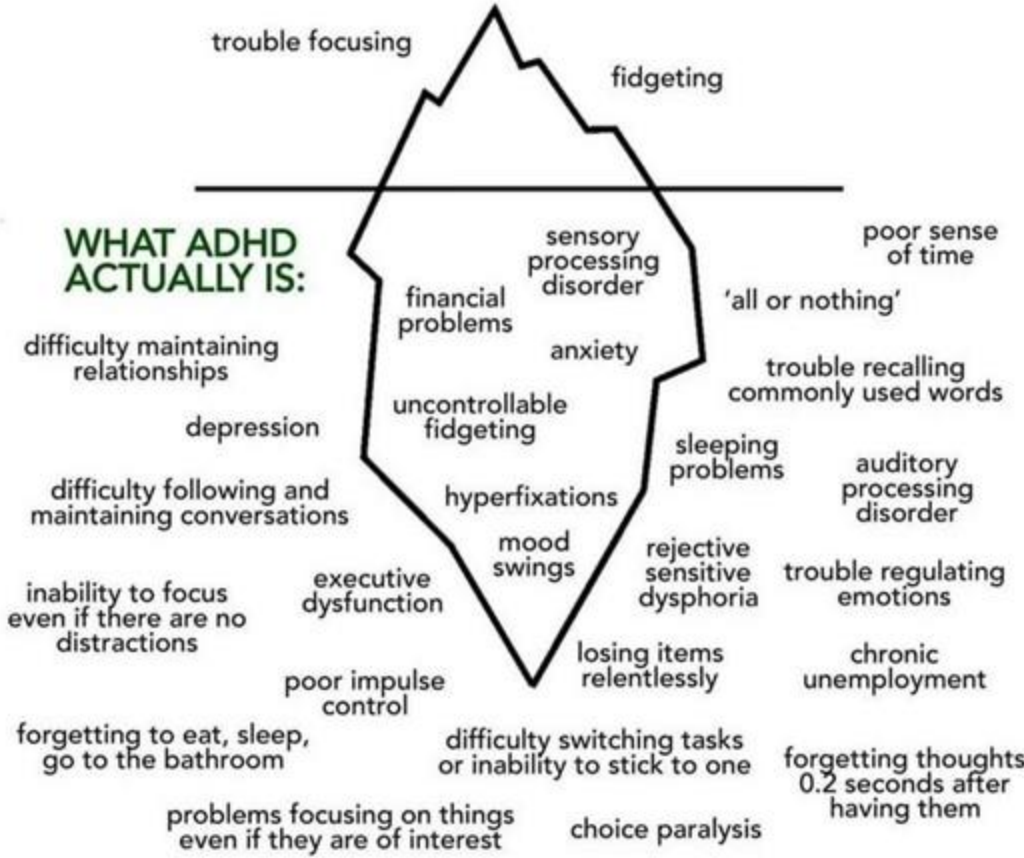 trouble focusing
fidgeting
WHAT ADHD
ACTUALLY IS:
sensory
processing
disorder
poor sense
of time
financial
problems
'all or nothing'
difficulty maintaining
relationships
anxiety
trouble recalling
commonly used words
depression
uncontrollable
fidgeting
sleeping
problems
auditory
processing
disorder
difficulty following and
maintaining conversations
hyperfixations
mood
swings
rejective
sensitive
dysphoria
trouble regulating
emotions
inability to focus
even if there are no
distractions
executive
dysfunction
losing items
relentlessly
chronic
unemployment
poor impulse
control
forgetting to eat, sleep,
go to the bathroom
difficulty switching tasks
or inability to stick to one
forgetting thoughts
0.2 seconds after
having them
problems focusing on things
even if they are of interest
choice paralysis